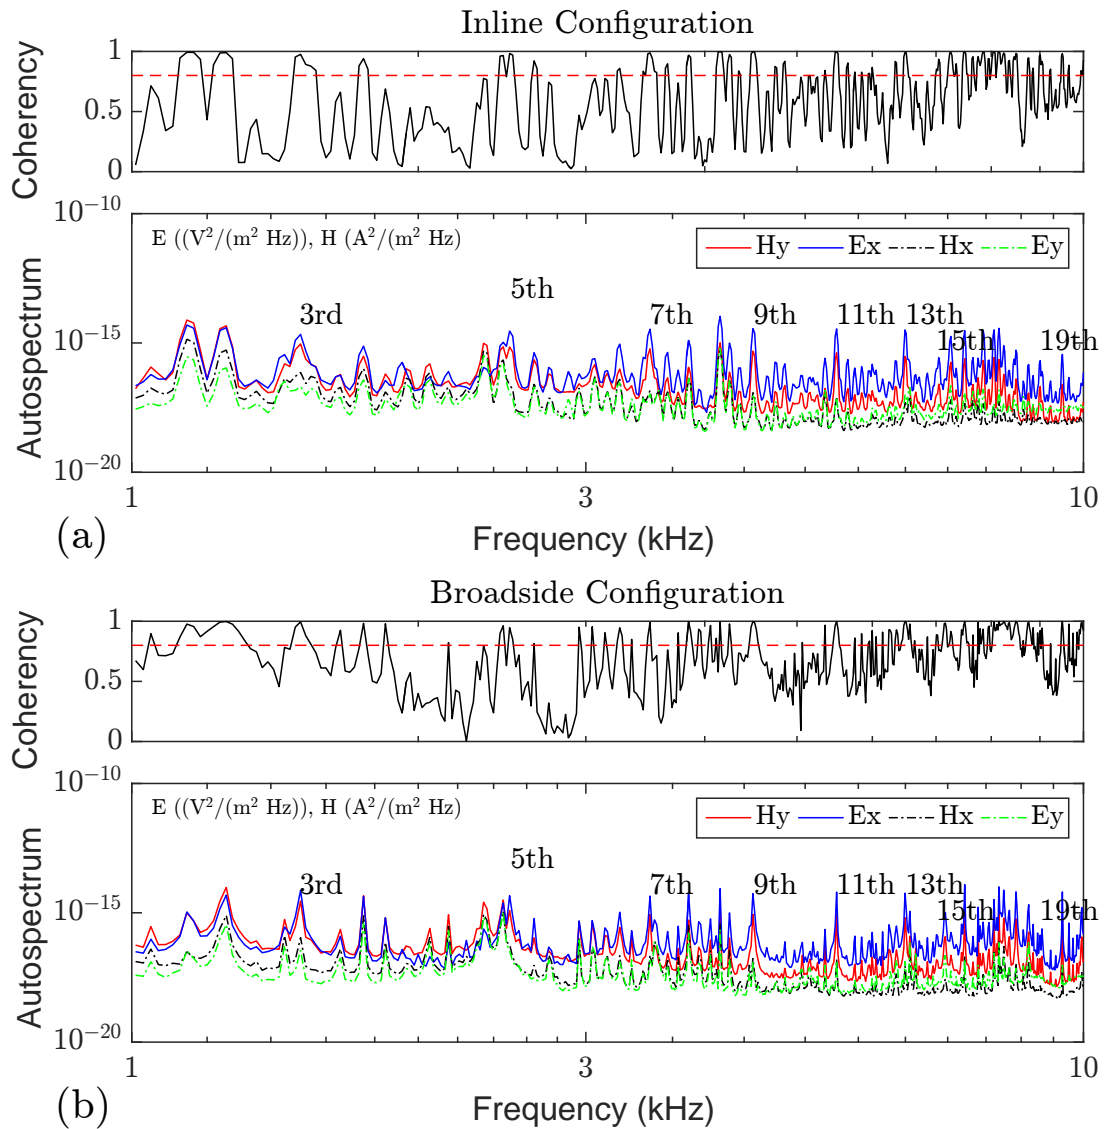 Inline Configuration
1
0.5
0
Coherency
10⁻¹⁰
10⁻¹⁵
10⁻²⁰
Autospectrum
E ((V²/(m² Hz)), H (A²/(m² Hz)
Hy Ex Hx Ey
3rd 5th 7th 9th 11th 13th 15th 19th
1 3 10
Frequency (kHz)
(a)
Broadside Configuration
1
0.5
0
Coherency
10⁻¹⁰
10⁻¹⁵
10⁻²⁰
Autospectrum
E ((V²/(m² Hz)), H (A²/(m² Hz)
Hy Ex Hx Ey
3rd 5th 7th 9th 11th 13th 15th 19th
1 3 10
Frequency (kHz)
(b)